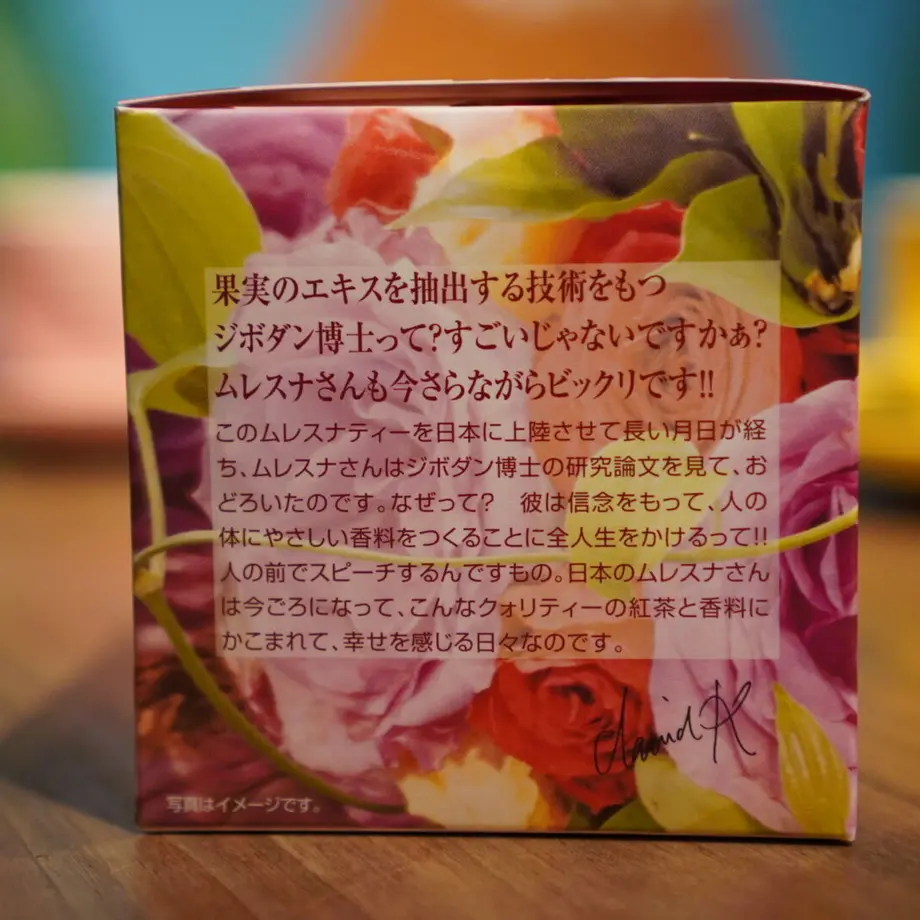 果実のエキスを抽出する技術をもつ
ジボダン博士って?すごいじゃないですかぁ?
ムレスナさんも今さらながらビックリです!!
このムレスナティーを日本に上陸させて長い月日が経
ち、ムレスナさんはジボダン博士の研究論文を見て、お
どろいたのです。なぜって?　彼は信念をもって、人の
体にやさしい香料をつくることに全人生をかけるって!!
人の前でスピーチするんですもの。日本のムレスナさん
は今ごろになって、こんなクォリティーの紅茶と香料に
かこまれて、幸せを感じる日々なのです。
David K
写真はイメージです。